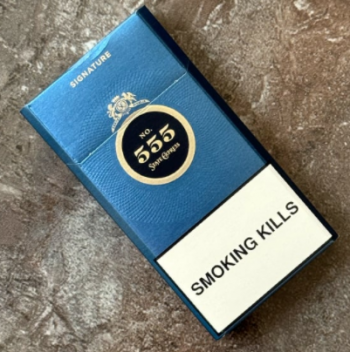 SIGNATURE
NO.
555
State Express
SMOKING KILLS